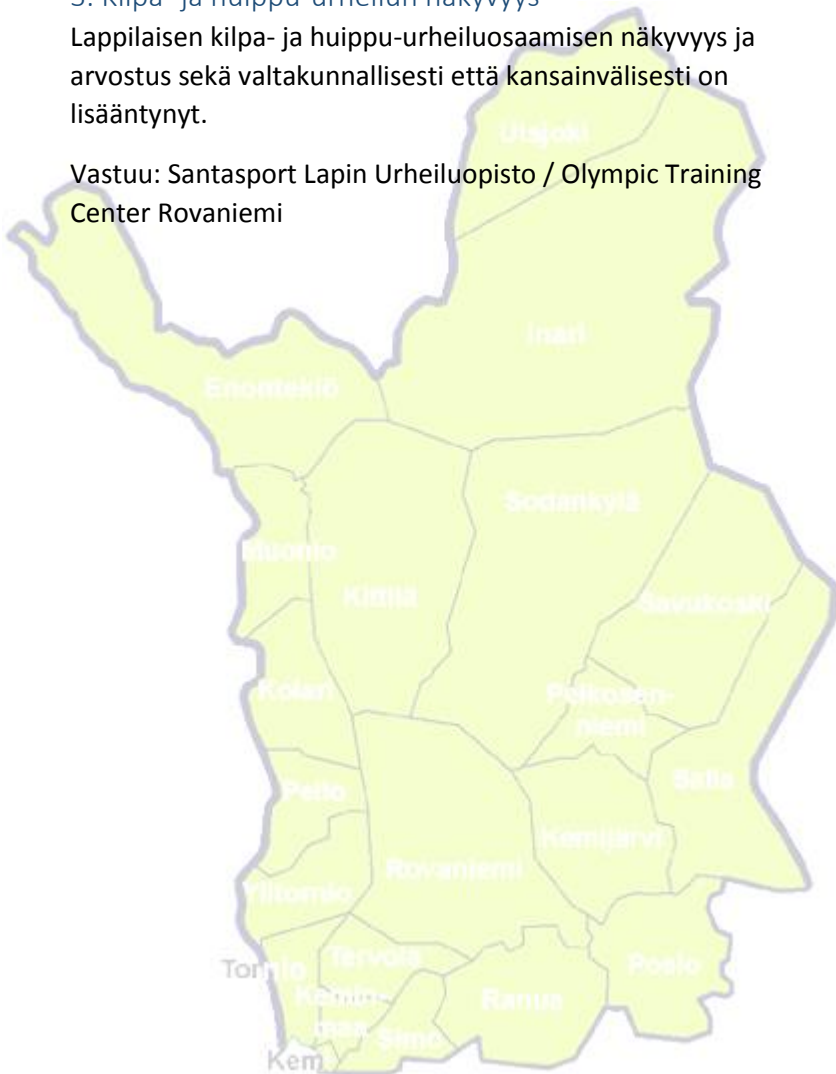 5. Kilpa- ja huippu-urheilun näkyvyys
Lappilaisen kilpa- ja huippu-urheiluosaamisen näkyvyys ja
arvostus sekä valtakunnallisesti että kansainvälisesti on
lisääntynyt.
Vastuu: Santasport Lapin Urheiluopisto / Olympic Training
Center Rovaniemi
Utsjoki
Inari
Enontekiö
Sodankylä
Muonio
Kittilä
Savukoski
Kolari
Pelkosen-
niemi
Salla
Pello
Kemijärvi
Rovaniemi
Ylitornio
Tervola
Posio
Tornio
Ranua
Kemin-
maa
Simo
Kem